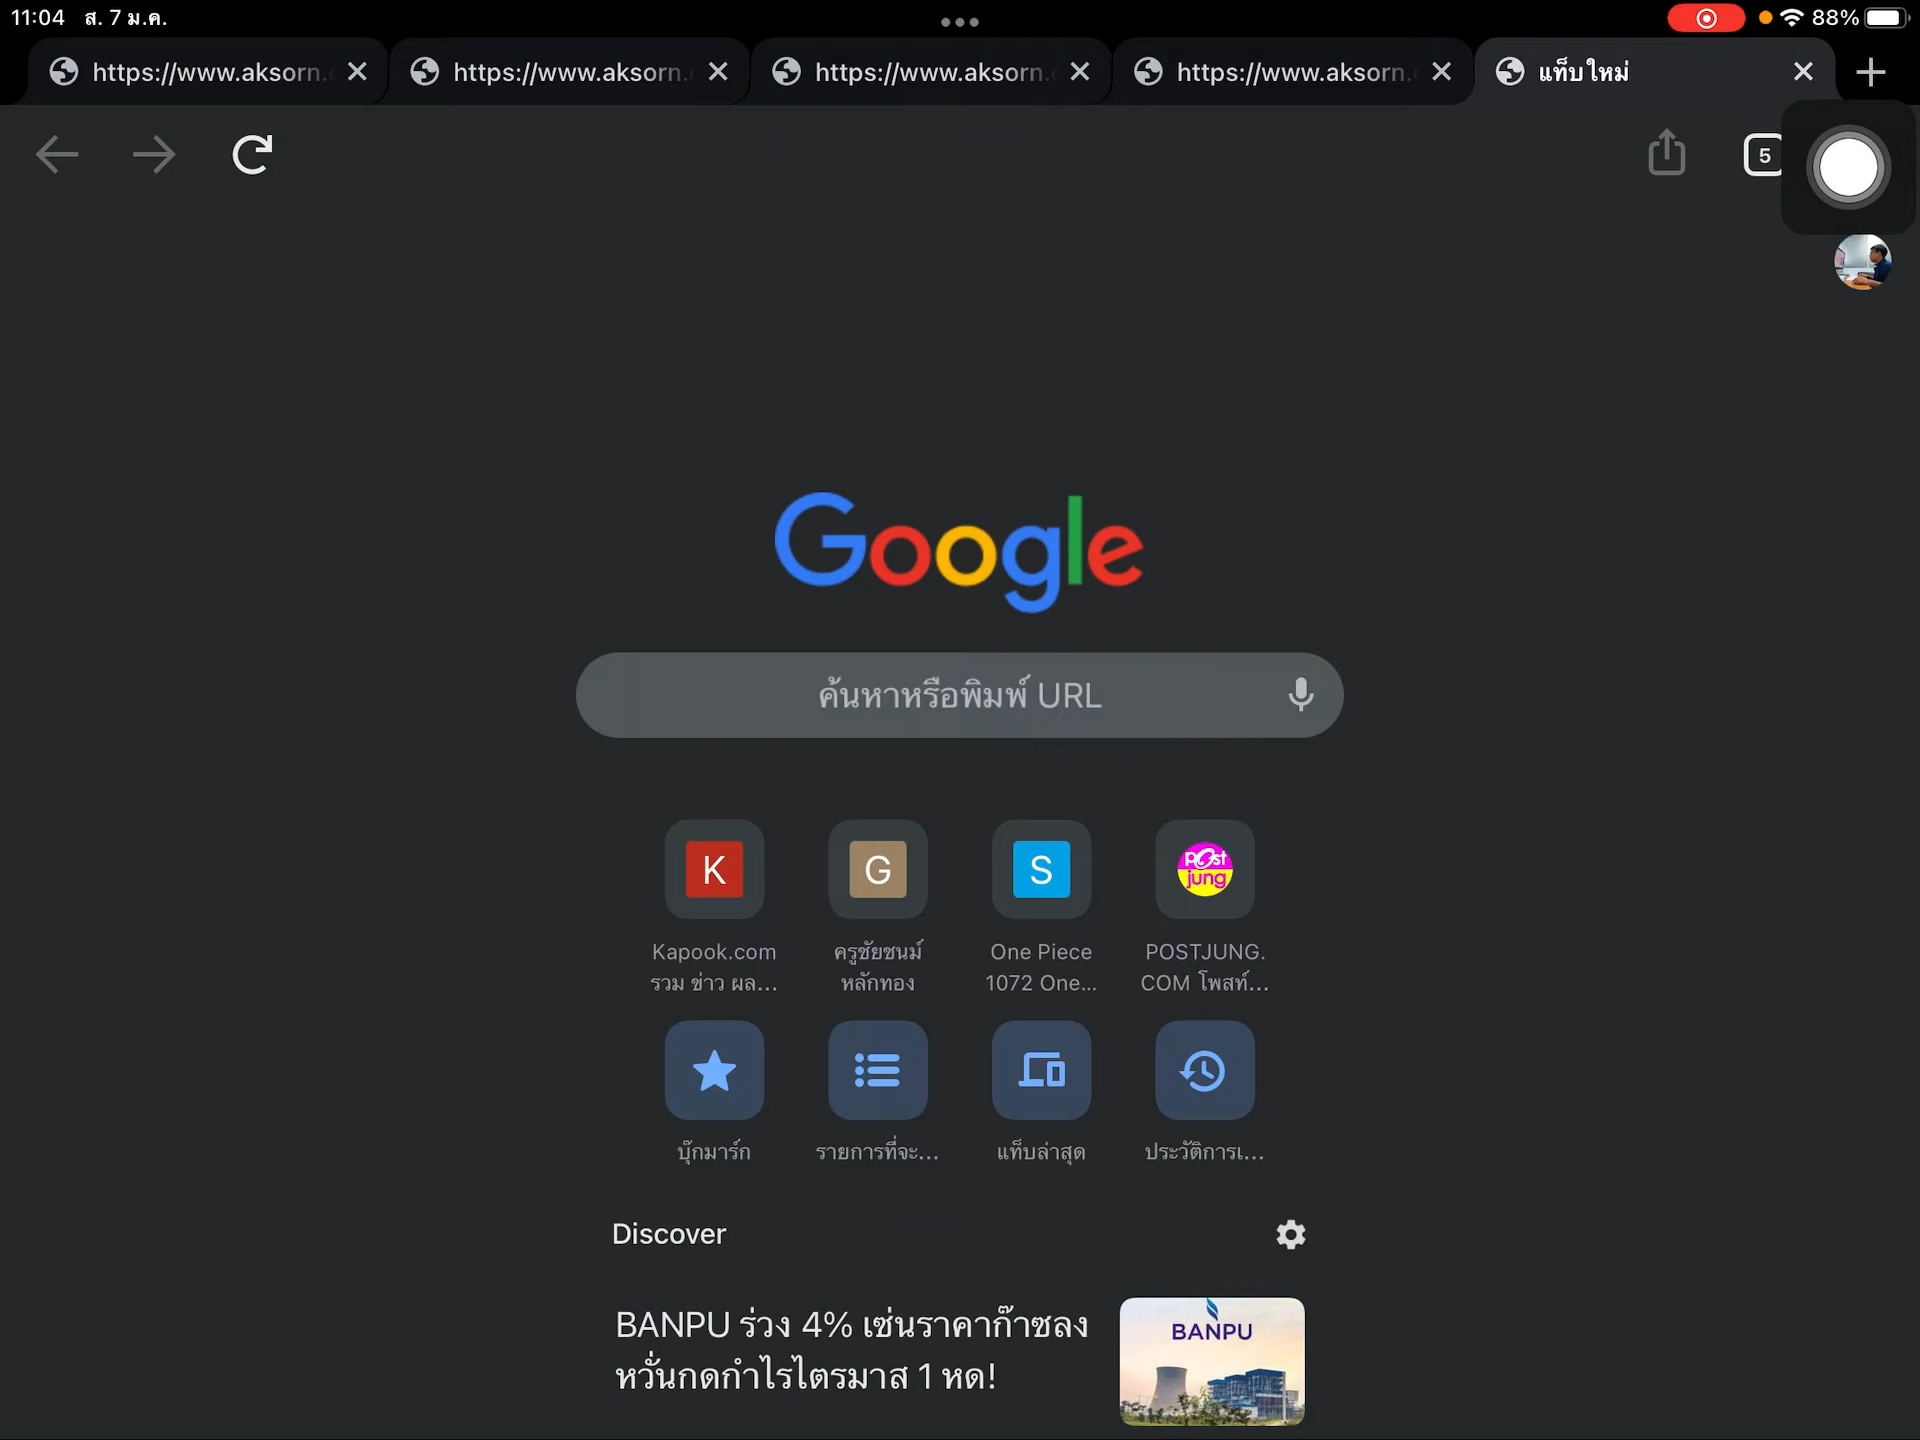 11:04 ส. 7 ม.ค.
88%
https://www.aksorn.
https://www.aksorn.
https://www.aksorn.
https://www.aksorn.
แท็บใหม่
5
Google
ค้นหาหรือพิมพ์ URL
K
G
S
pOst
jung
Kapook.com
รวม ข่าว ผล...
ครูชัยชนม์
หลักทอง
One Piece
1072 One...
POSTJUNG.
COM โพสท์...
บุ๊กมาร์ก
รายการที่จะ...
แท็บล่าสุด
ประวัติการเ...
Discover
BANPU ร่วง 4% เซ่นราคาก๊าซลง
หวั่นกดกำไรไตรมาส 1 หด!
BANPU